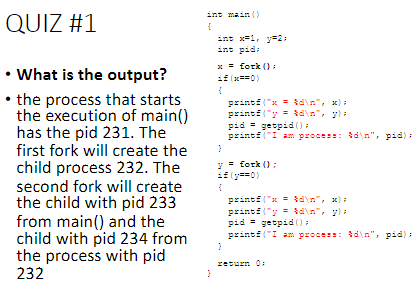 QUIZ #1
• What is the output?
• the process that starts
the execution of main()
has the pid 231. The
first fork will create the
child process 232. The
second fork will create
the child with pid 233
from main() and the
child with pid 234 from
the process with pid
232
int main()
{
int x=1, y=2;
int pid;
x = fork();
if(x==0)
{
printf("x = %d\n", x);
printf("y = %d\n", y);
pid = getpid();
printf("I am process: %d\n", pid);
}
y = fork();
if(y==0)
{
printf("x = %d\n", x);
printf("y = %d\n", y);
pid = getpid();
printf("I am process: %d\n", pid);
}
return 0;
}